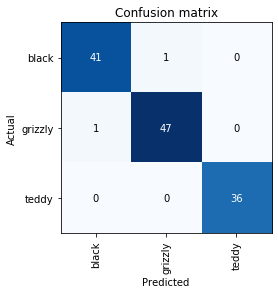 Confusion matrix
Actual
black 41 1 0
grizzly 1 47 0
teddy 0 0 36
black grizzly teddy
Predicted